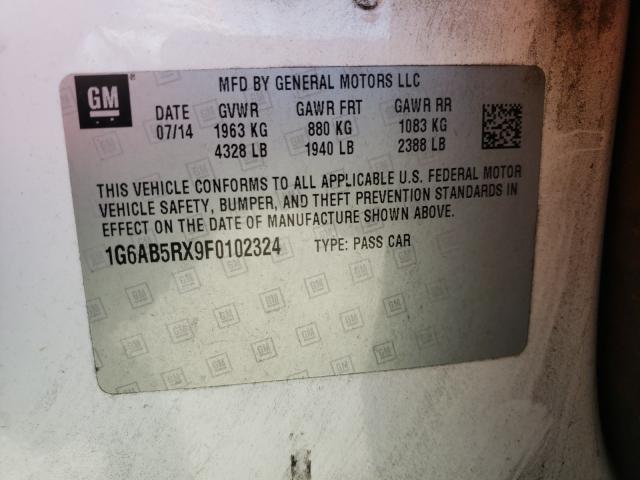 GM
MFD BY GENERAL MOTORS LLC
DATE GVWR GAWR FRT GAWR RR
07/14 1963 KG 880 KG 1083 KG
4328 LB 1940 LB 2388 LB
THIS VEHICLE CONFORMS TO ALL APPLICABLE U.S. FEDERAL MOTOR
VEHICLE SAFETY, BUMPER, AND THEFT PREVENTION STANDARDS IN
EFFECT ON THE DATE OF MANUFACTURE SHOWN ABOVE.
1G6AB5RX9F0102324 TYPE: PASS CAR